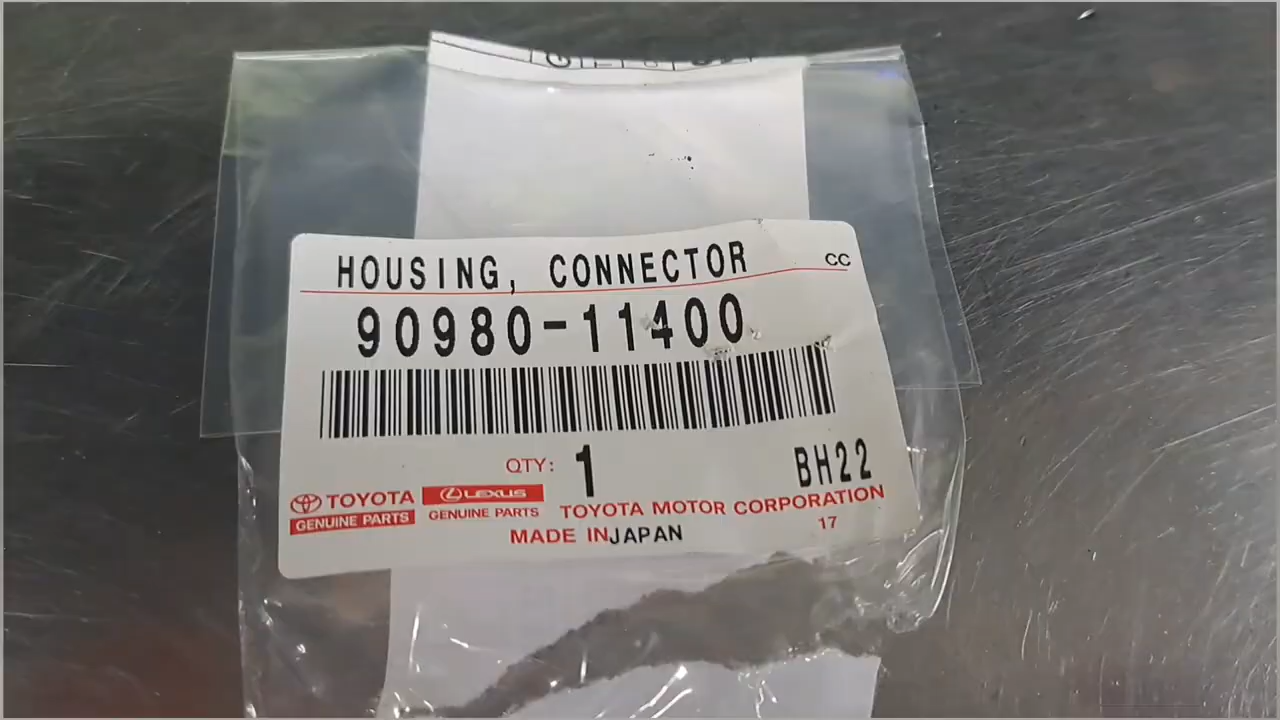 HOUSING, CONNECTOR
CC
90980-11400
QTY: 1
BH22
TOYOTA
GENUINE PARTS
LEXUS
GENUINE PARTS
TOYOTA MOTOR CORPORATION
MADE IN JAPAN
17